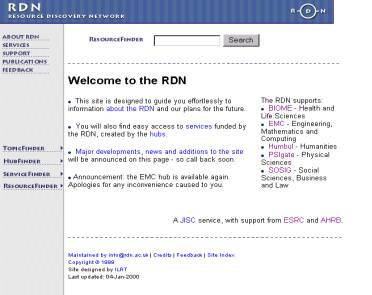 RDN
RESOURCE DISCOVERY NETWORK
R D N
ABOUT RDN
SERVICES
SUPPORT
PUBLICATIONS
FEEDBACK
TOPICFINDER
HUBFINDER
SERVICEFINDER
RESOURCEFINDER
RESOURCEFINDER
Search
Welcome to the RDN
• This site is designed to guide you effortlessly to
information about the RDN and our plans for the future.
• You will also find easy access to services funded by
the RDN, created by the hubs.
• Major developments, news and additions to the site
will be announced on this page - so call back soon.
• Announcement: the EMC hub is available again.
Apologies for any inconvenience caused to you.
The RDN supports:
• BIOME - Health and
Life Sciences
• EMC - Engineering,
Mathematics and
Computing
• Humbul - Humanities
• PSIgate - Physical
Sciences
• SOSIG - Social
Sciences, Business
and Law
A JISC service, with support from ESRC and AHRB.
Maintained by info@rdn.ac.uk | Credits | Feedback | Site Index
Copyright © 1999
Site designed by ILRT
Last updated: 04-Jan-2000